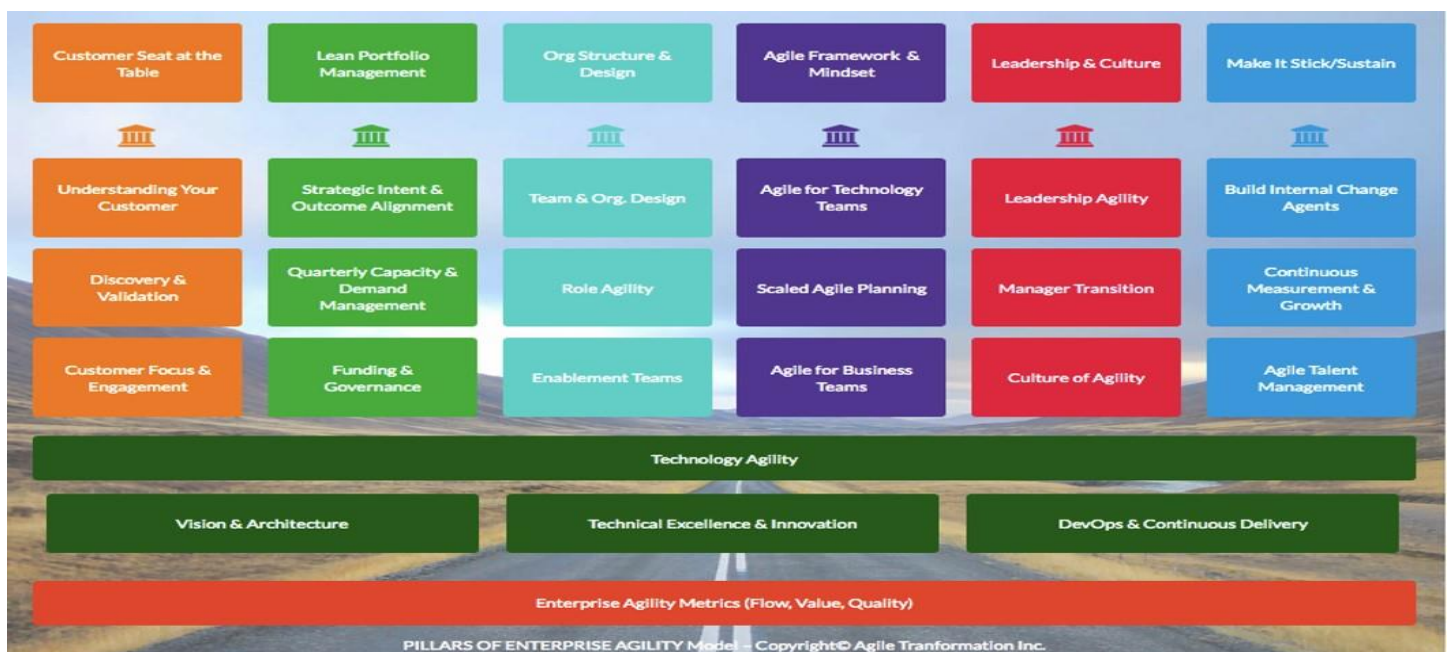 Customer Seat at the
Table
Lean Portfolio
Management
Org Structure &
Design
Agile Framework &
Mindset
Leadership & Culture
Make It Stick/Sustain
Understanding Your
Customer
Strategic Intent &
Outcome Alignment
Team & Org. Design
Agile for Technology
Teams
Leadership Agility
Build Internal Change
Agents
Discovery &
Validation
Quarterly Capacity &
Demand
Management
Role Agility
Scaled Agile Planning
Manager Transition
Continuous
Measurement &
Growth
Customer Focus &
Engagement
Funding &
Governance
Enablement Teams
Agile for Business
Teams
Culture of Agility
Agile Talent
Management
Technology Agility
Vision & Architecture
Technical Excellence & Innovation
DevOps & Continuous Delivery
Enterprise Agility Metrics (Flow, Value, Quality)
PILLARS OF ENTERPRISE AGILITY Model – Copyright© Agile Tranformation Inc.